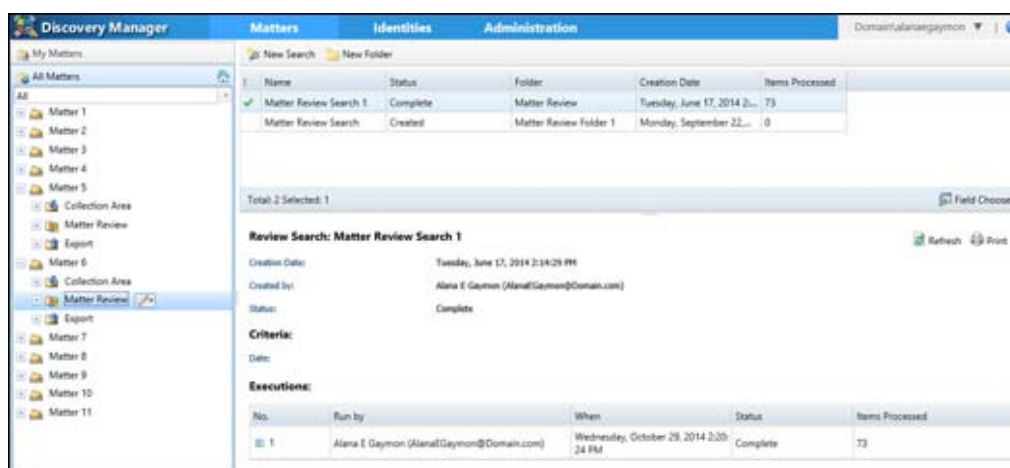 Discovery Manager
Matters Identities Administration
Domain\alanaegaymon
My Matters
All Matters
All
Matter 1
Matter 2
Matter 3
Matter 4
Matter 5
Collection Area
Matter Review
Export
Matter 6
Collection Area
Matter Review
Export
Matter 7
Matter 8
Matter 9
Matter 10
Matter 11
New Search New Folder
! Name Status Folder Creation Date Items Processed
Matter Review Search 1 Complete Matter Review Tuesday, June 17, 2014 2:... 73
Matter Review Search Created Matter Review Folder 1 Monday, September 22,... 0
Total: 2 Selected: 1
Field Choose
Review Search: Matter Review Search 1
Refresh Print
Creation Date: Tuesday, June 17, 2014 2:14:29 PM
Created by: Alana E Gaymon (AlanaEGaymon@Domain.com)
Status: Complete
Criteria:
Date:
Executions:
No. Run by When Status Items Processed
1 Alana E Gaymon (AlanaEGaymon@Domain.com) Wednesday, October 29, 2014 2:20:24 PM Complete 73